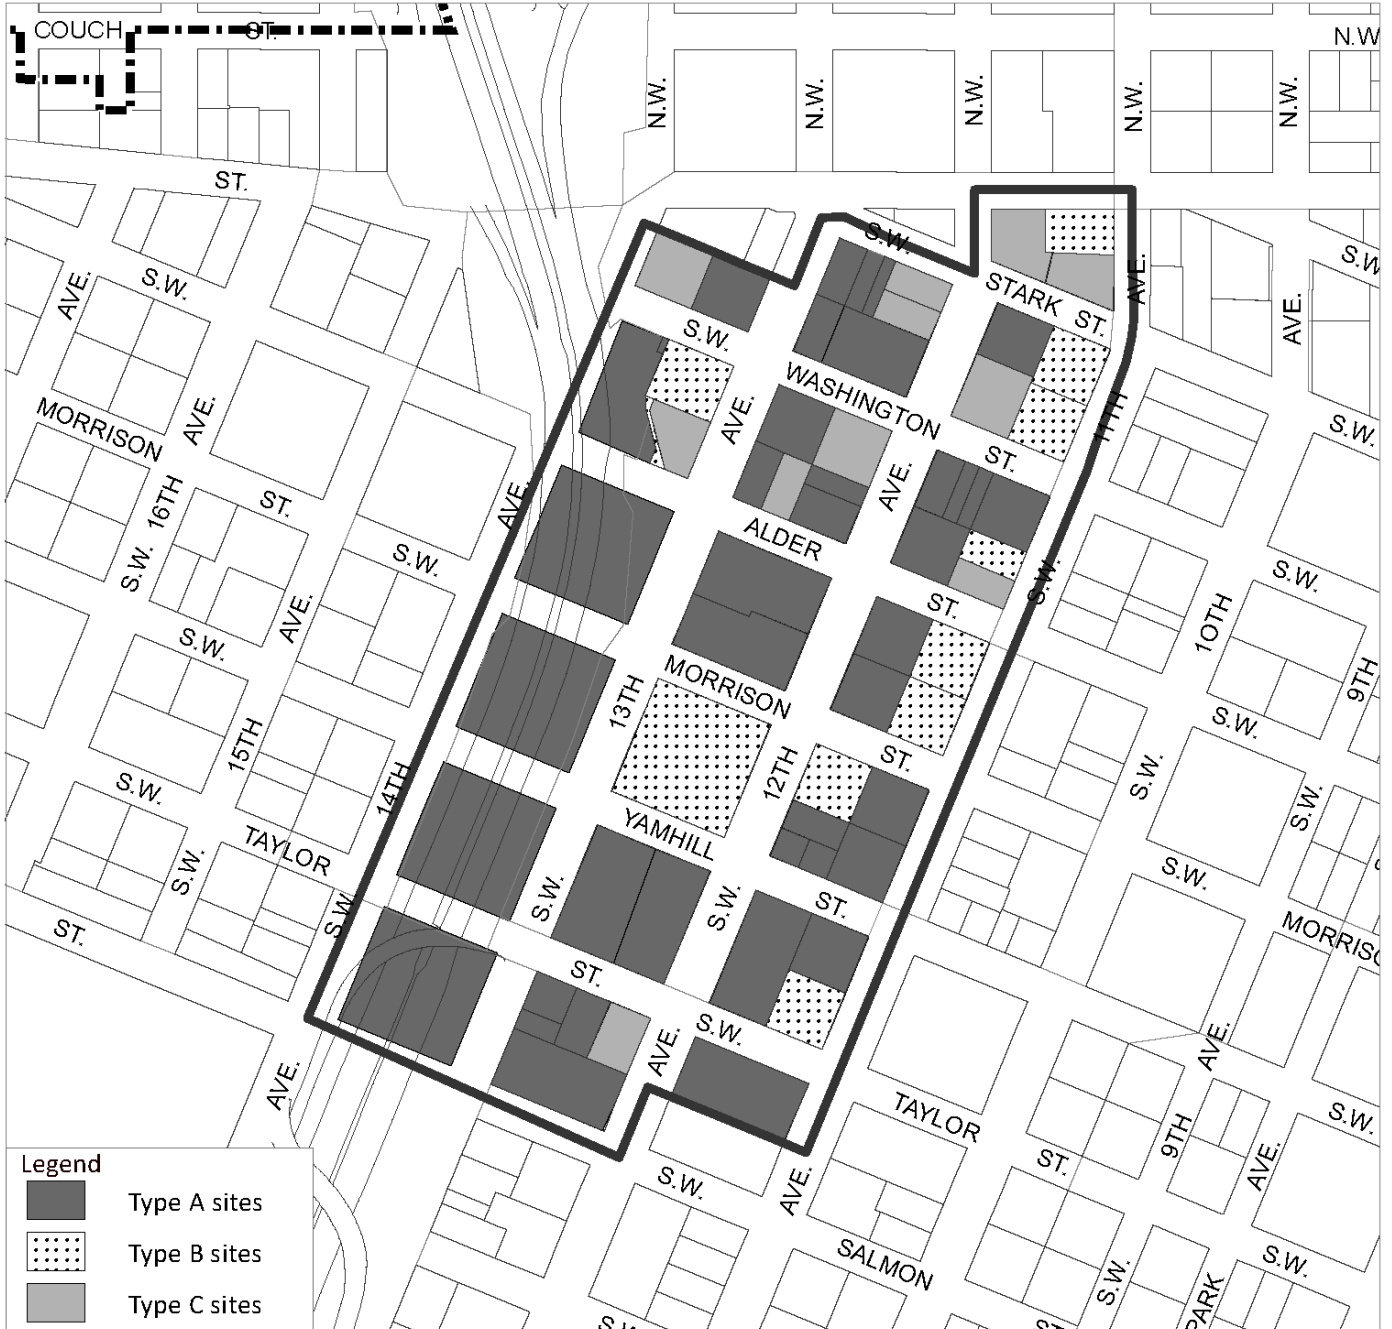 COUCH ST.
N.W
N.W.
N.W.
N.W.
N.W.
N.W.
ST.
S.W.
S.W.
AVE.
S.W.
AVE.
STARK ST.
AVE.
S.W.
WASHINGTON ST.
AVE.
MORRISON ST.
AVE.
11TH
S.W.
AVE.
AVE.
16TH
S.W.
ALDER ST.
S.W.
S.W.
S.W.
AVE.
10TH
S.W.
MORRISON ST.
9TH
13TH
S.W.
15TH
12TH
S.W.
S.W.
14TH
S.W.
TAYLOR ST.
YAMHILL ST.
S.W.
S.W.
S.W.
S.W.
S.W.
MORRISO
ST.
S.W.
AVE.
AVE.
AVE.
TAYLOR ST.
9TH
S.W.
AVE.
S.W.
AVE.
SALMON ST.
S.W.
S.W.
PARK
S.W.
Legend
Type A sites
Type B sites
Type C sites